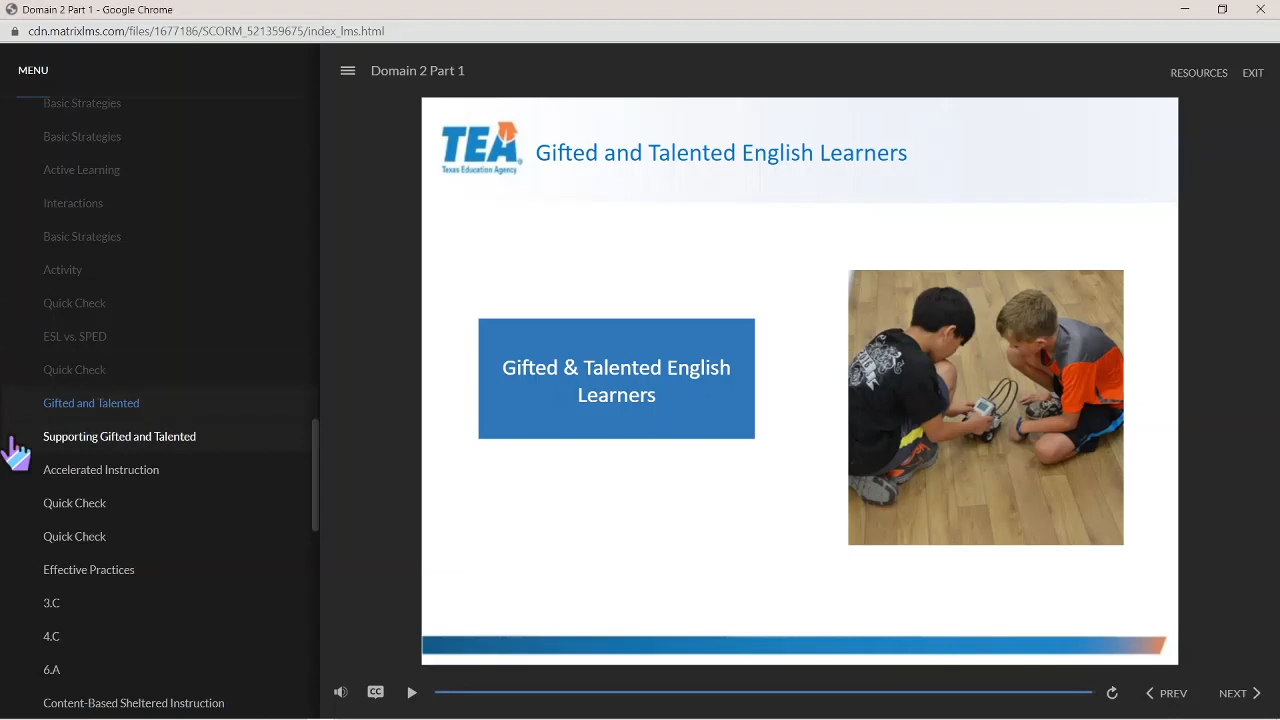 Domain 2 Part 1 - Google Chrome
cdn.matrixlms.com/files/1677186/SCORM_521359675/index_lms.html
MENU
Basic Strategies
Basic Strategies
Active Learning
Interactions
Basic Strategies
Activity
Quick Check
ESL vs. SPED
Quick Check
Gifted and Talented
Supporting Gifted and Talented
Accelerated Instruction
Quick Check
Quick Check
Effective Practices
3.C
4.C
6.A
Content-Based Sheltered Instruction
Domain 2 Part 1
RESOURCES EXIT
TEA
Texas Education Agency
Gifted and Talented English Learners
Gifted & Talented English
Learners
CC
PREV NEXT